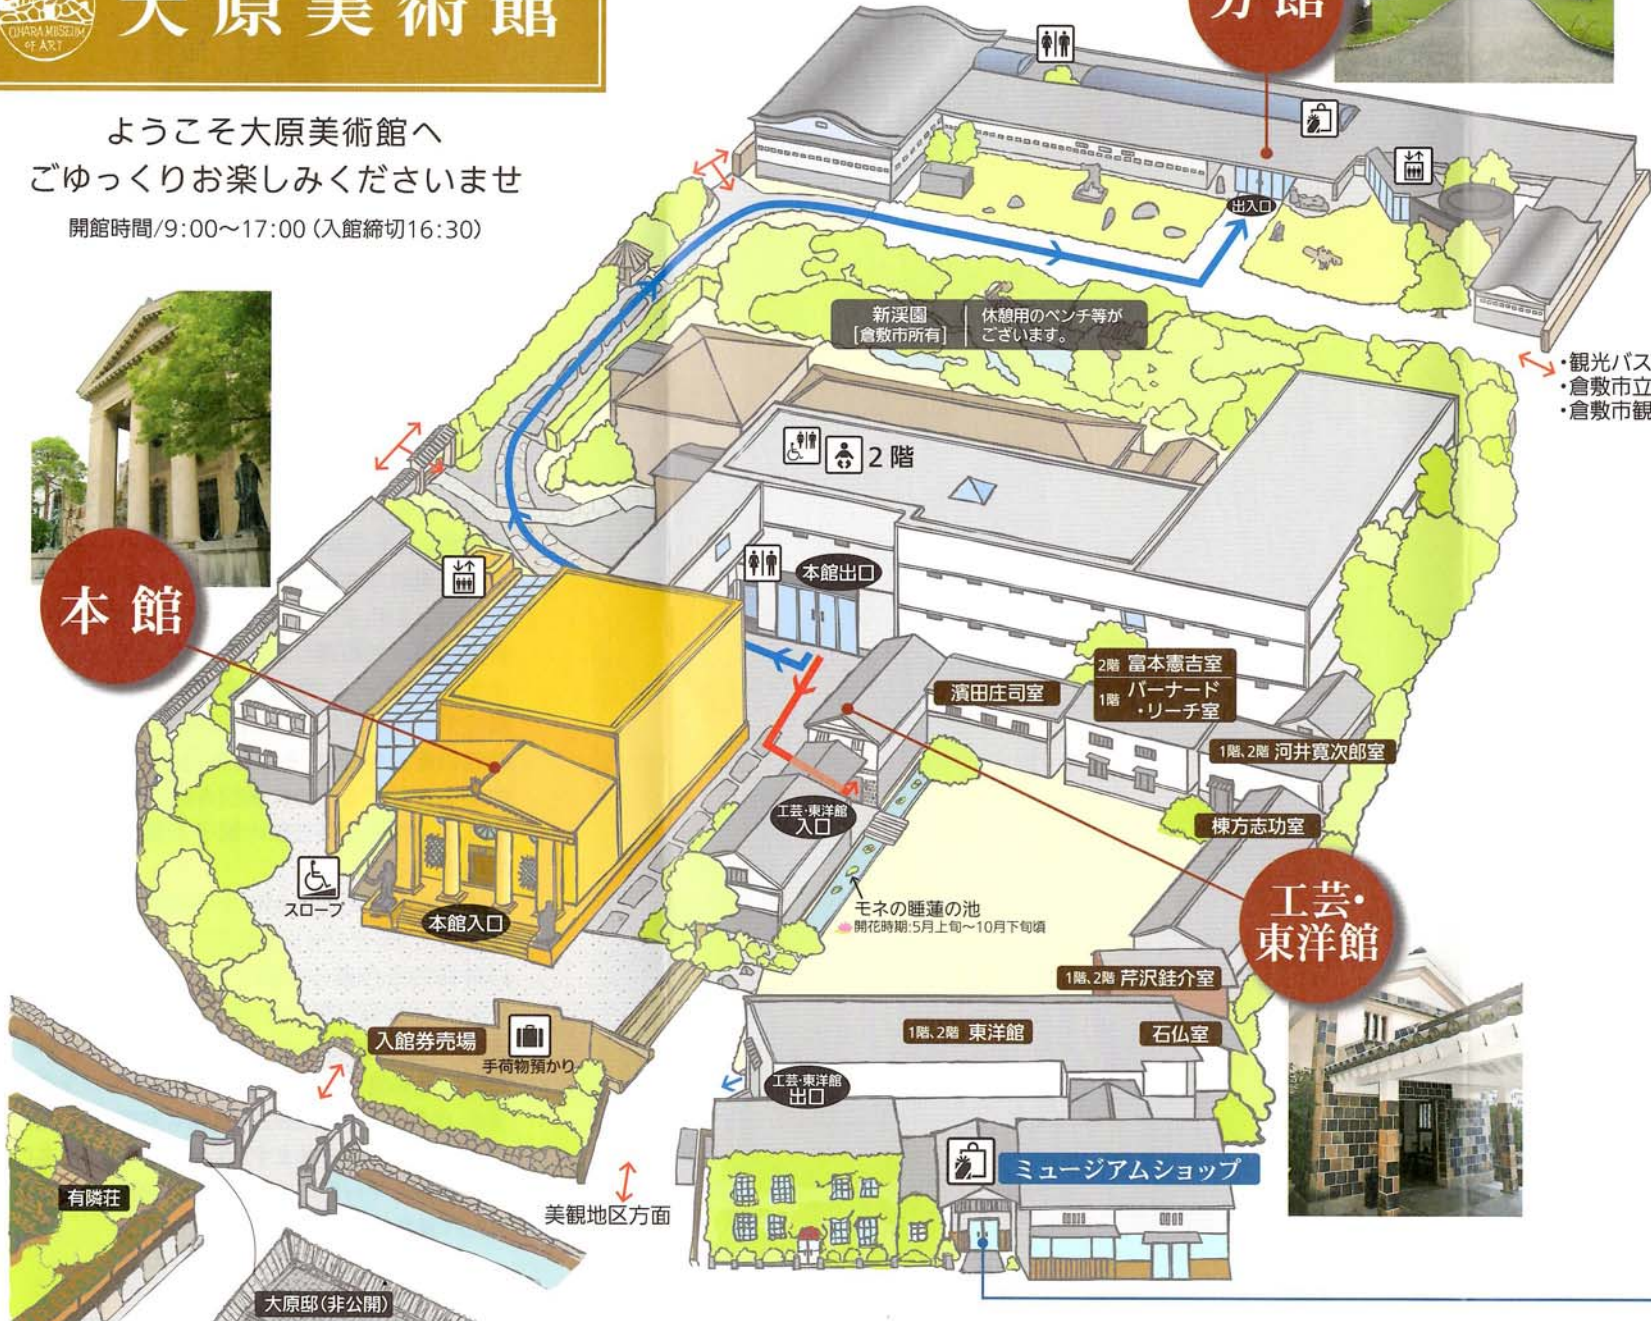 OHARA MUSEUM
OF ART
大原美術館
ようこそ大原美術館へ
ごゆっくりお楽しみくださいませ
開館時間/9:00〜17:00（入館締切16:30）
分館
出入口
新渓園
[倉敷市所有]
休憩用のベンチ等が
ございます。
・観光バス
・倉敷市立
・倉敷市観
2階
本館出口
本館
2階 富本憲吉室
1階 バーナード
・リーチ室
濱田庄司室
1階、2階 河井寛次郎室
棟方志功室
工芸・東洋館
入口
工芸・
東洋館
モネの睡蓮の池
開花時期:5月上旬〜10月下旬頃
スロープ
本館入口
1階、2階 芹沢銈介室
1階、2階 東洋館
石仏室
入館券売場
手荷物預かり
工芸・東洋館
出口
ミュージアムショップ
有隣荘
美観地区方面
大原邸(非公開)